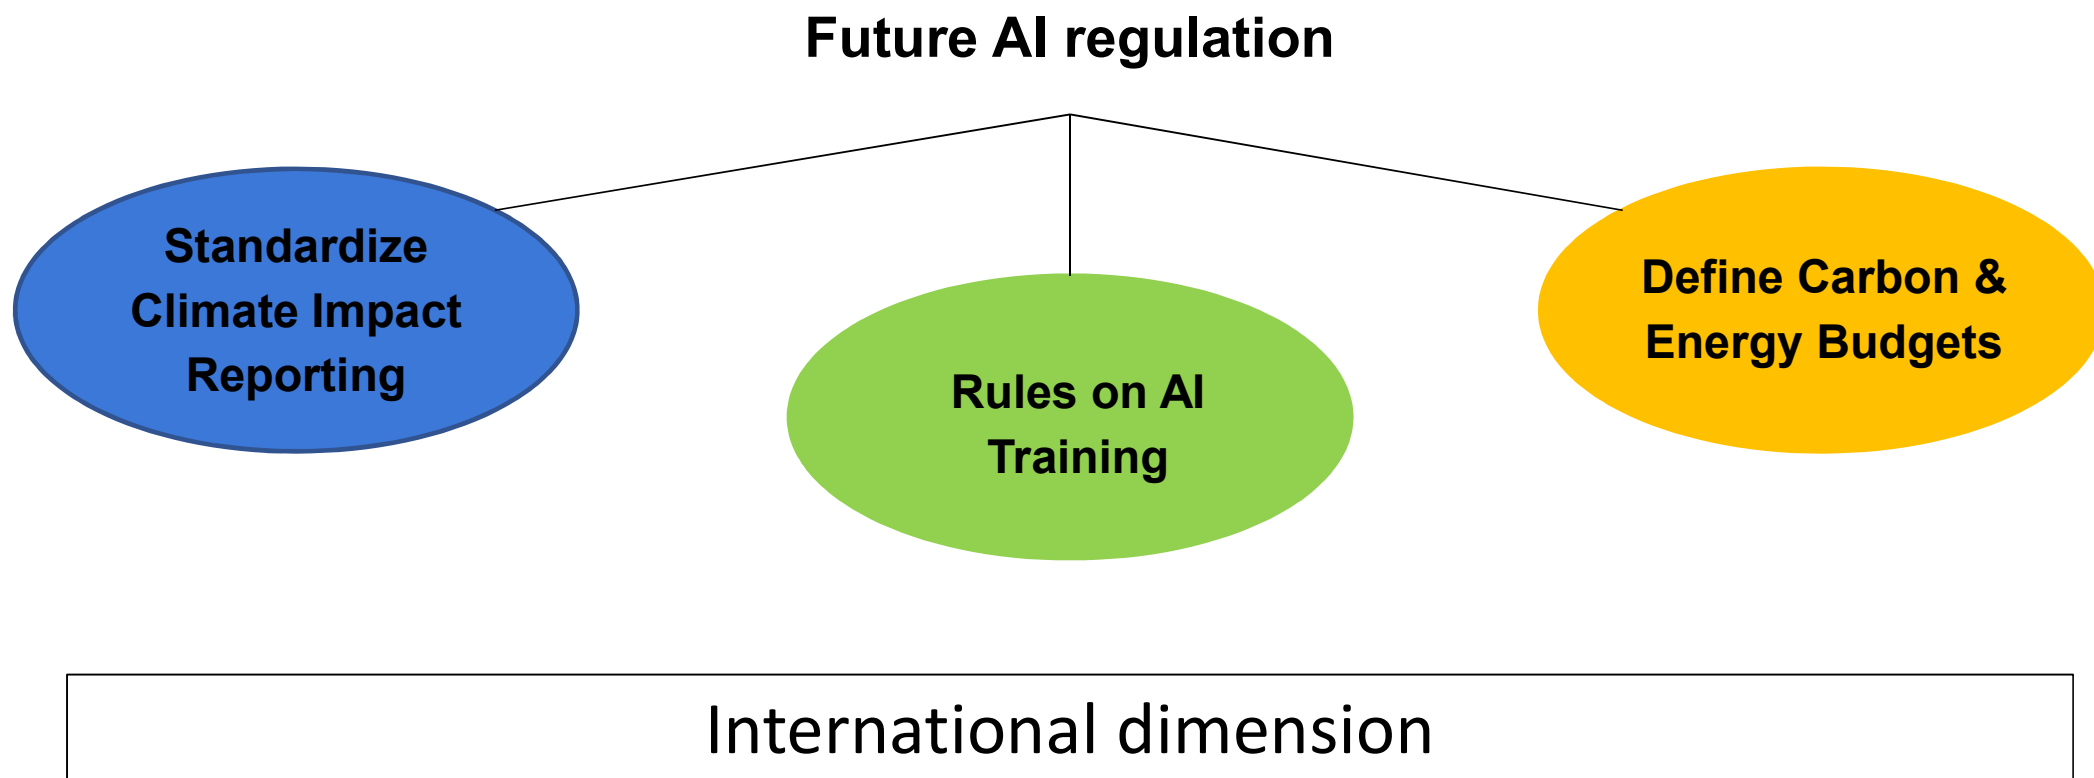 Future AI regulation
Standardize
Climate Impact
Reporting
Rules on AI
Training
Define Carbon &
Energy Budgets
International dimension